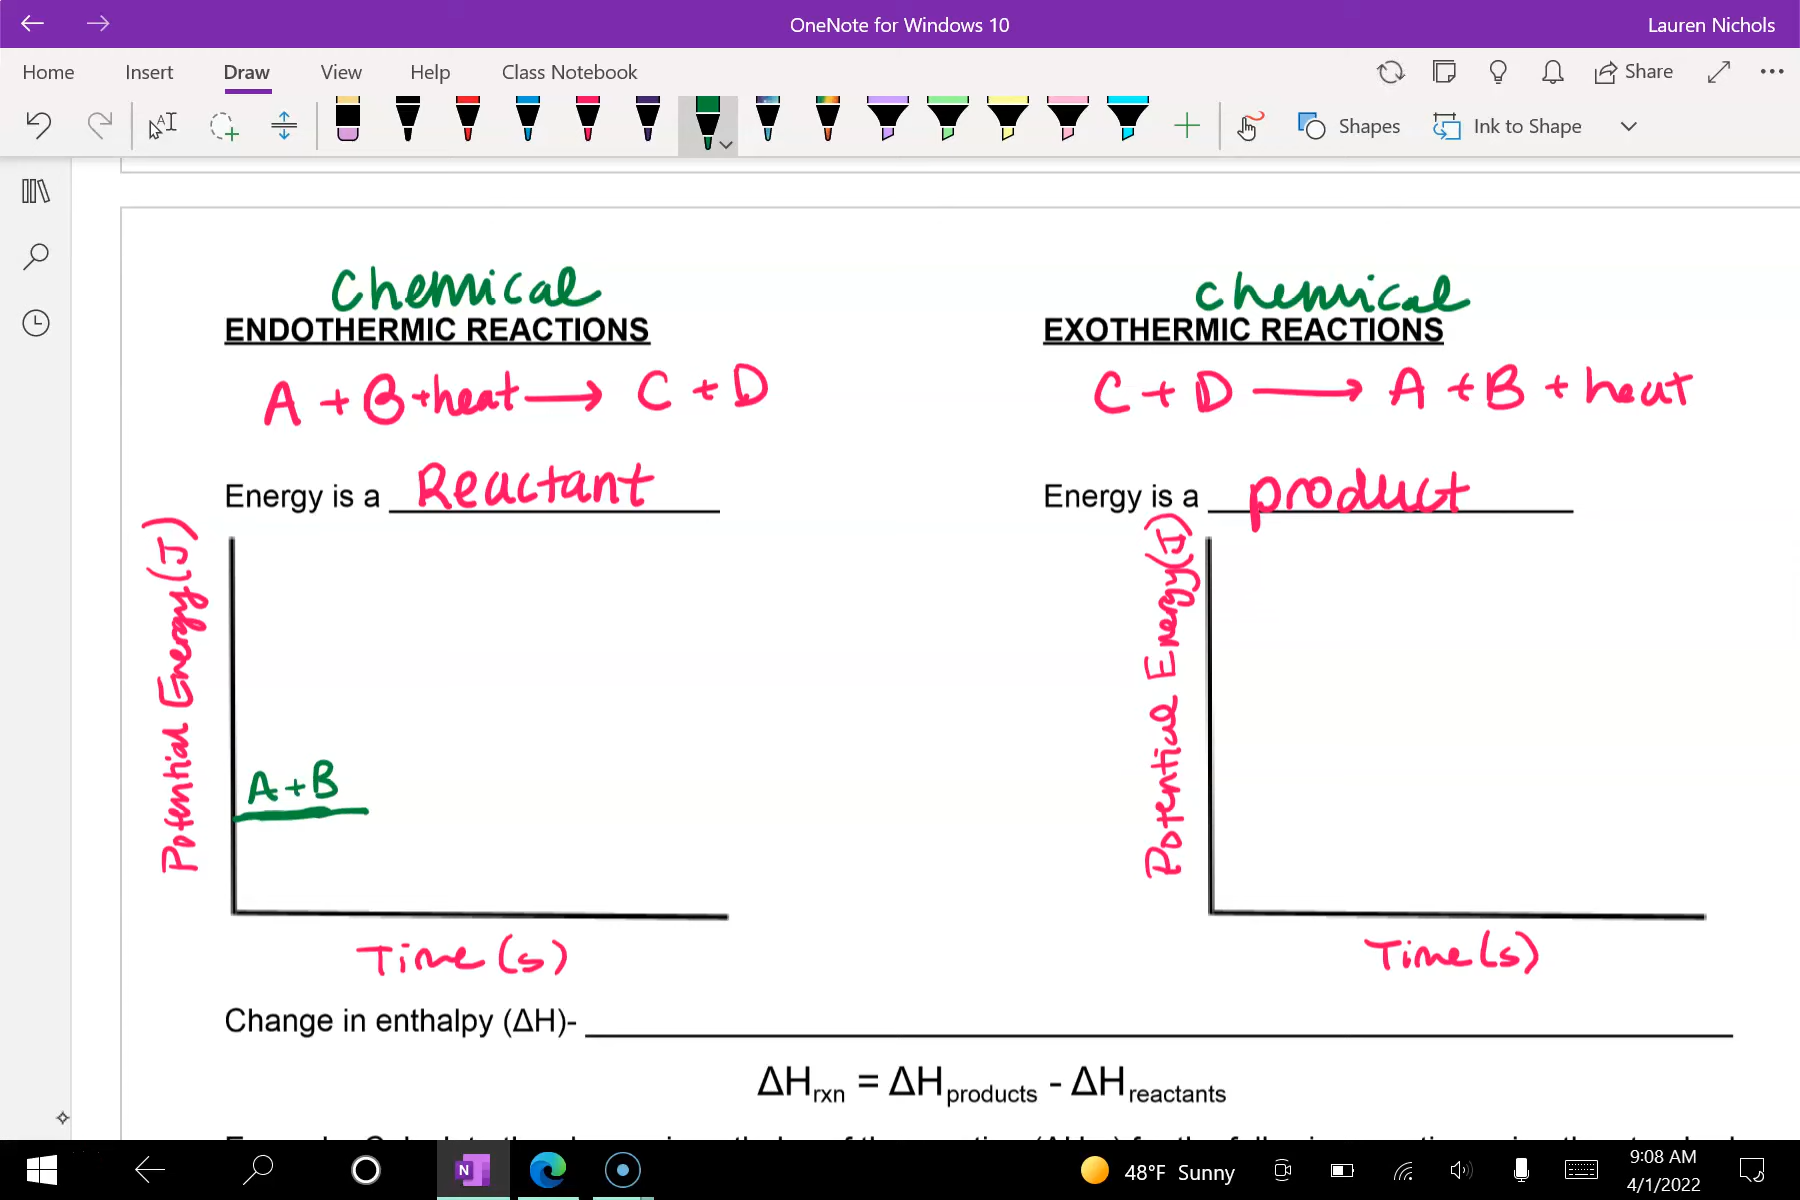 OneNote for Windows 10
Lauren Nichols
Home Insert Draw View Help Class Notebook
Share
Shapes
Ink to Shape
Chemical
ENDOTHERMIC REACTIONS
A + B + heat → C + D
Energy is a Reactant
Potential Energy (J)
A + B
Time (s)
chemical
EXOTHERMIC REACTIONS
C + D → A + B + heat
Energy is a product
Potential Energy (J)
Time (s)
Change in enthalpy (ΔH)-
ΔHrxn = ΔHproducts - ΔHreactants
48°F Sunny
9:08 AM
4/1/2022